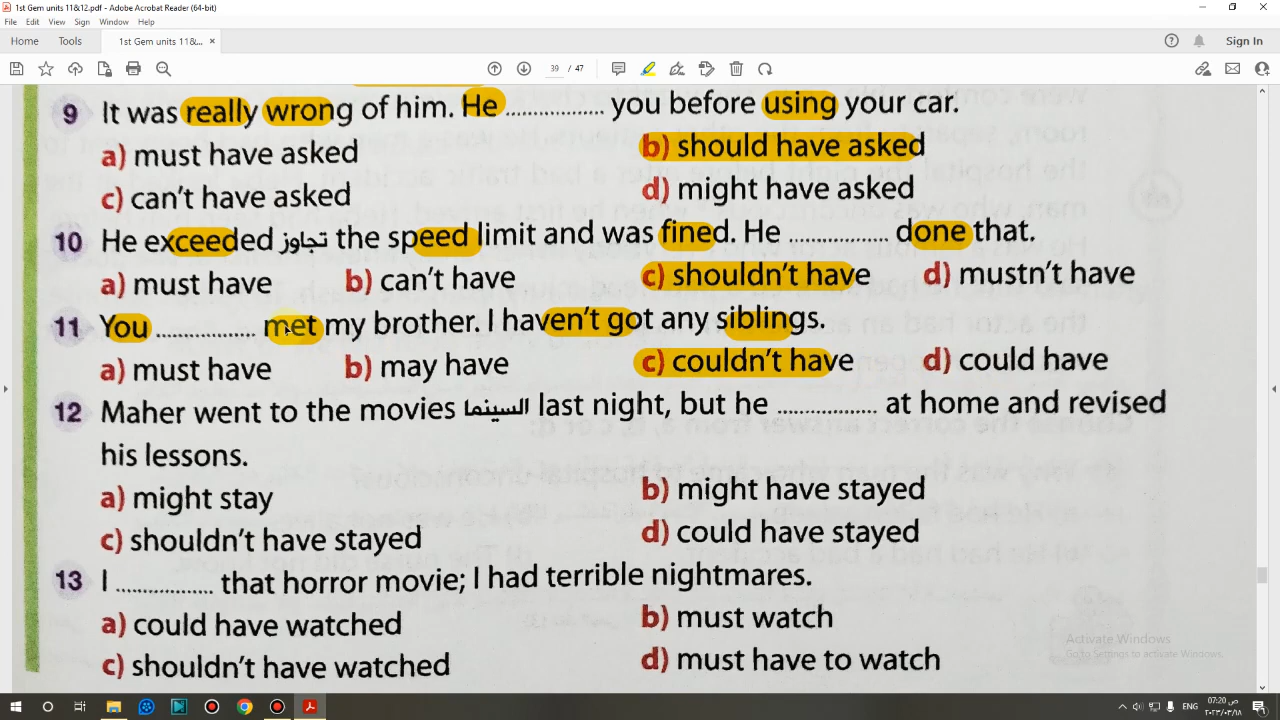 1st Gem units 11&12.pdf - Adobe Acrobat Reader (64-bit)
File Edit View Sign Window Help
Home Tools 1st Gem units 11&12.... × Sign In
39 / 47
9 It was really wrong of him. He ................ you before using your car.
a) must have asked b) should have asked
c) can't have asked d) might have asked
10 He exceeded تجاوز the speed limit and was fined. He ................ done that.
a) must have b) can't have c) shouldn't have d) mustn't have
11 You ................ met my brother. I haven't got any siblings.
a) must have b) may have c) couldn't have d) could have
12 Maher went to the movies السينما last night, but he ................ at home and revised
his lessons.
a) might stay b) might have stayed
c) shouldn't have stayed d) could have stayed
13 I ................ that horror movie; I had terrible nightmares.
a) could have watched b) must watch
c) shouldn't have watched d) must have to watch
Activate Windows
Go to Settings to activate Windows.
ENG 07:20 ص
٢٠٢٣/٠٣/١٨